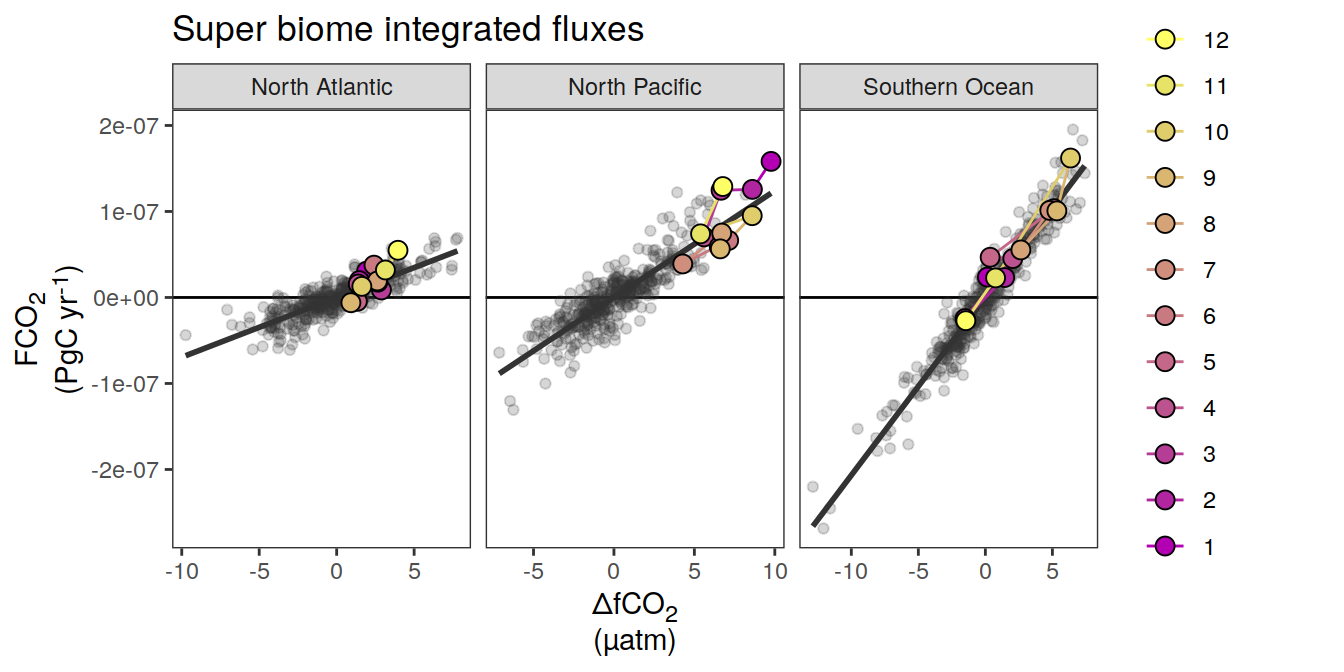 Super biome integrated fluxes
North Atlantic
North Pacific
Southern Ocean
FCO₂
(PgC yr⁻¹)
2e-07
1e-07
0e+00
-1e-07
-2e-07
-10 -5 0 5
-5 0 5 10
-10 -5 0 5
ΔfCO₂
(µatm)
12
11
10
9
8
7
6
5
4
3
2
1